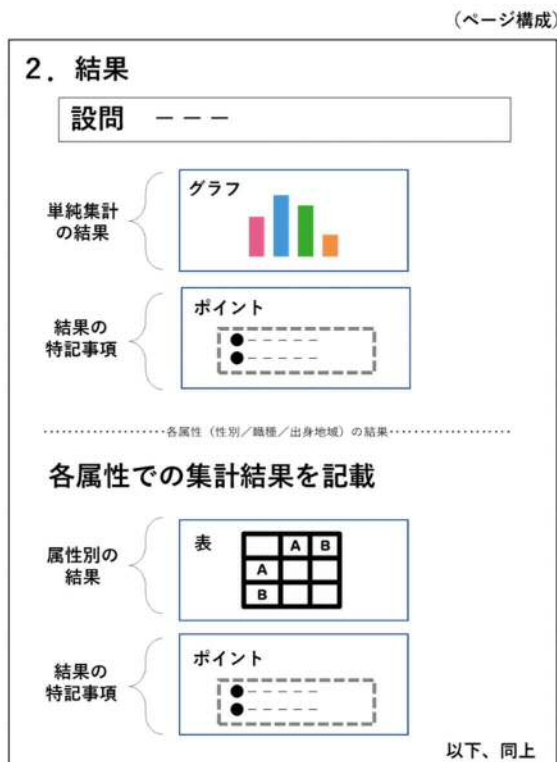 (ページ構成)
2. 結果
設問 ーーー
単純集計
の結果
グラフ
結果の
特記事項
ポイント
● - - - - -
● - - - - -
各属性(性別/職種/出身地域)の結果
各属性での集計結果を記載
属性別の
結果
表
A B
A
B
結果の
特記事項
ポイント
● - - - - -
● - - - - -
以下、同上